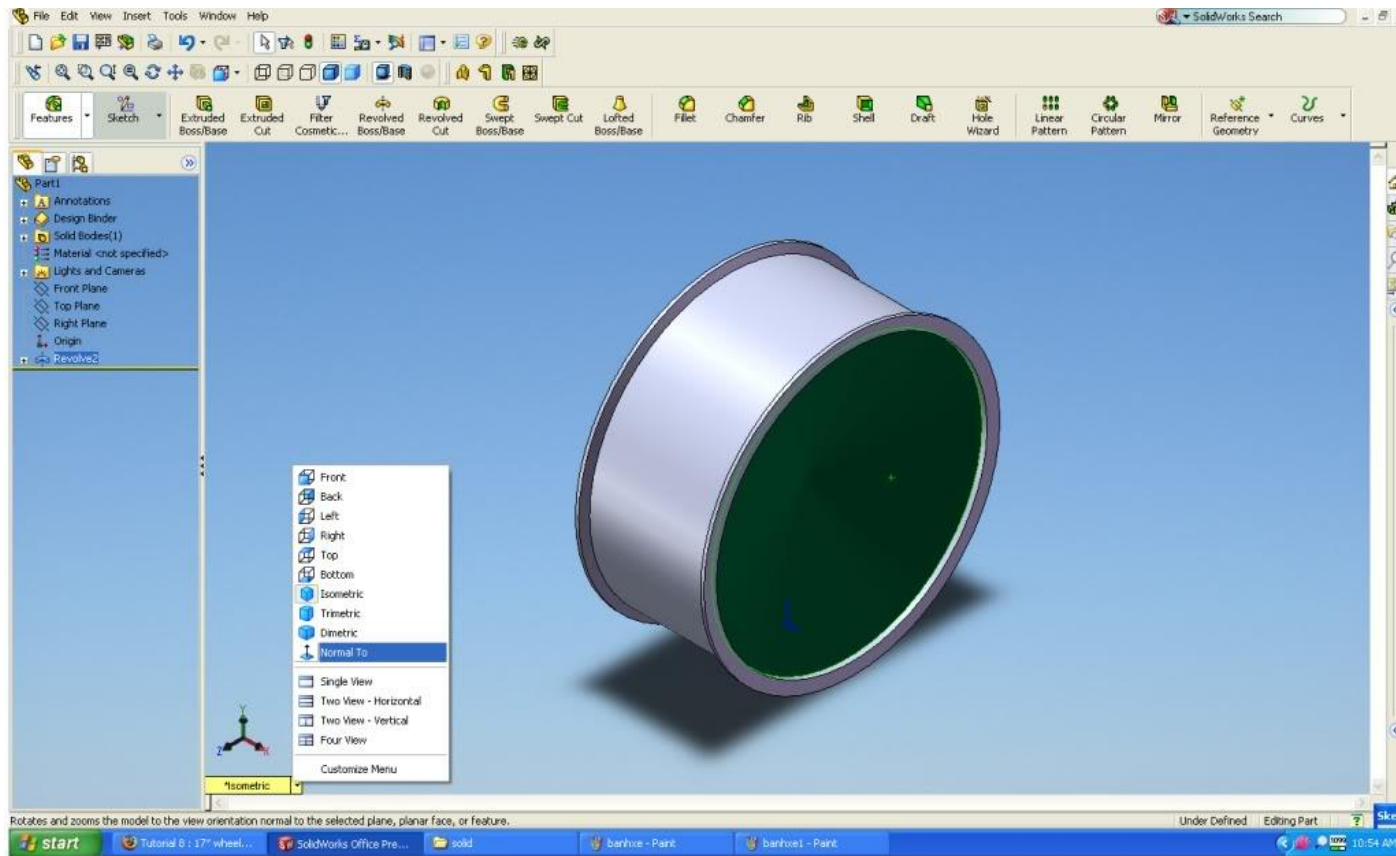 File Edit View Insert Tools Window Help SolidWorks Search
Features Sketch Extruded Boss/Base Extruded Cut Filter Cosmetic... Revolved Boss/Base Revolved Cut Swept Boss/Base Swept Cut Lofted Boss/Base Fillet Chamfer Rib Shell Draft Hole Wizard Linear Pattern Circular Pattern Mirror Reference Geometry Curves
Part1
Annotations
Design Binder
Solid Bodies(1)
Material <not specified>
Lights and Cameras
Front Plane
Top Plane
Right Plane
Origin
Revolve2
Front
Back
Left
Right
Top
Bottom
Isometric
Trimetric
Dimetric
Normal To
Single View
Two View - Horizontal
Two View - Vertical
Four View
Customize Menu
Y
Z X
*Isometric
Rotates and zooms the model to the view orientation normal to the selected plane, planar face, or feature. Under Defined Editing Part ? Ske
start Tutorial 8 : 17" wheel... SolidWorks Office Pre... solid banhxe - Paint banhxe1 - Paint 10:54 AM